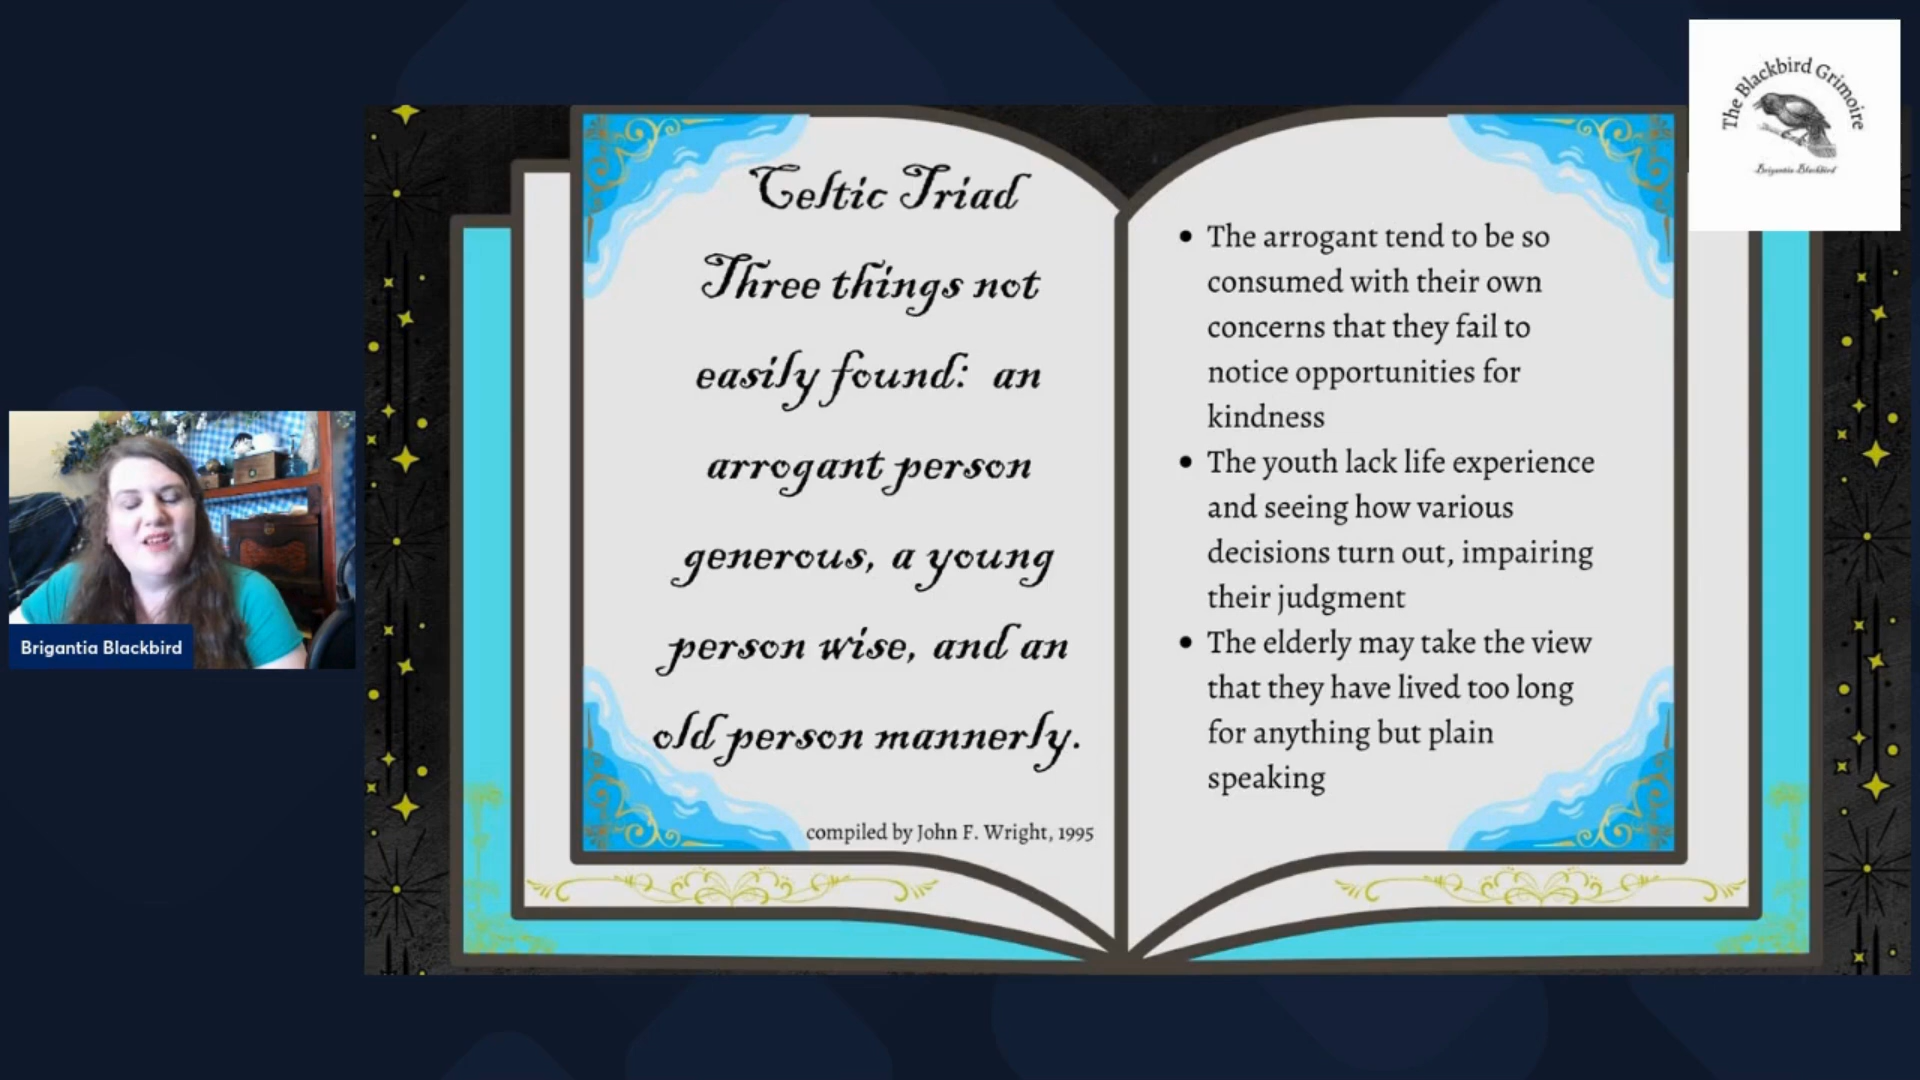 The Blackbird Grimoire
Brigantia Blackbird
Celtic Triad
Three things not
easily found: an
arrogant person
generous, a young
person wise, and an
old person mannerly.
compiled by John F. Wright, 1995
• The arrogant tend to be so
consumed with their own
concerns that they fail to
notice opportunities for
kindness
• The youth lack life experience
and seeing how various
decisions turn out, impairing
their judgment
• The elderly may take the view
that they have lived too long
for anything but plain
speaking
Brigantia Blackbird